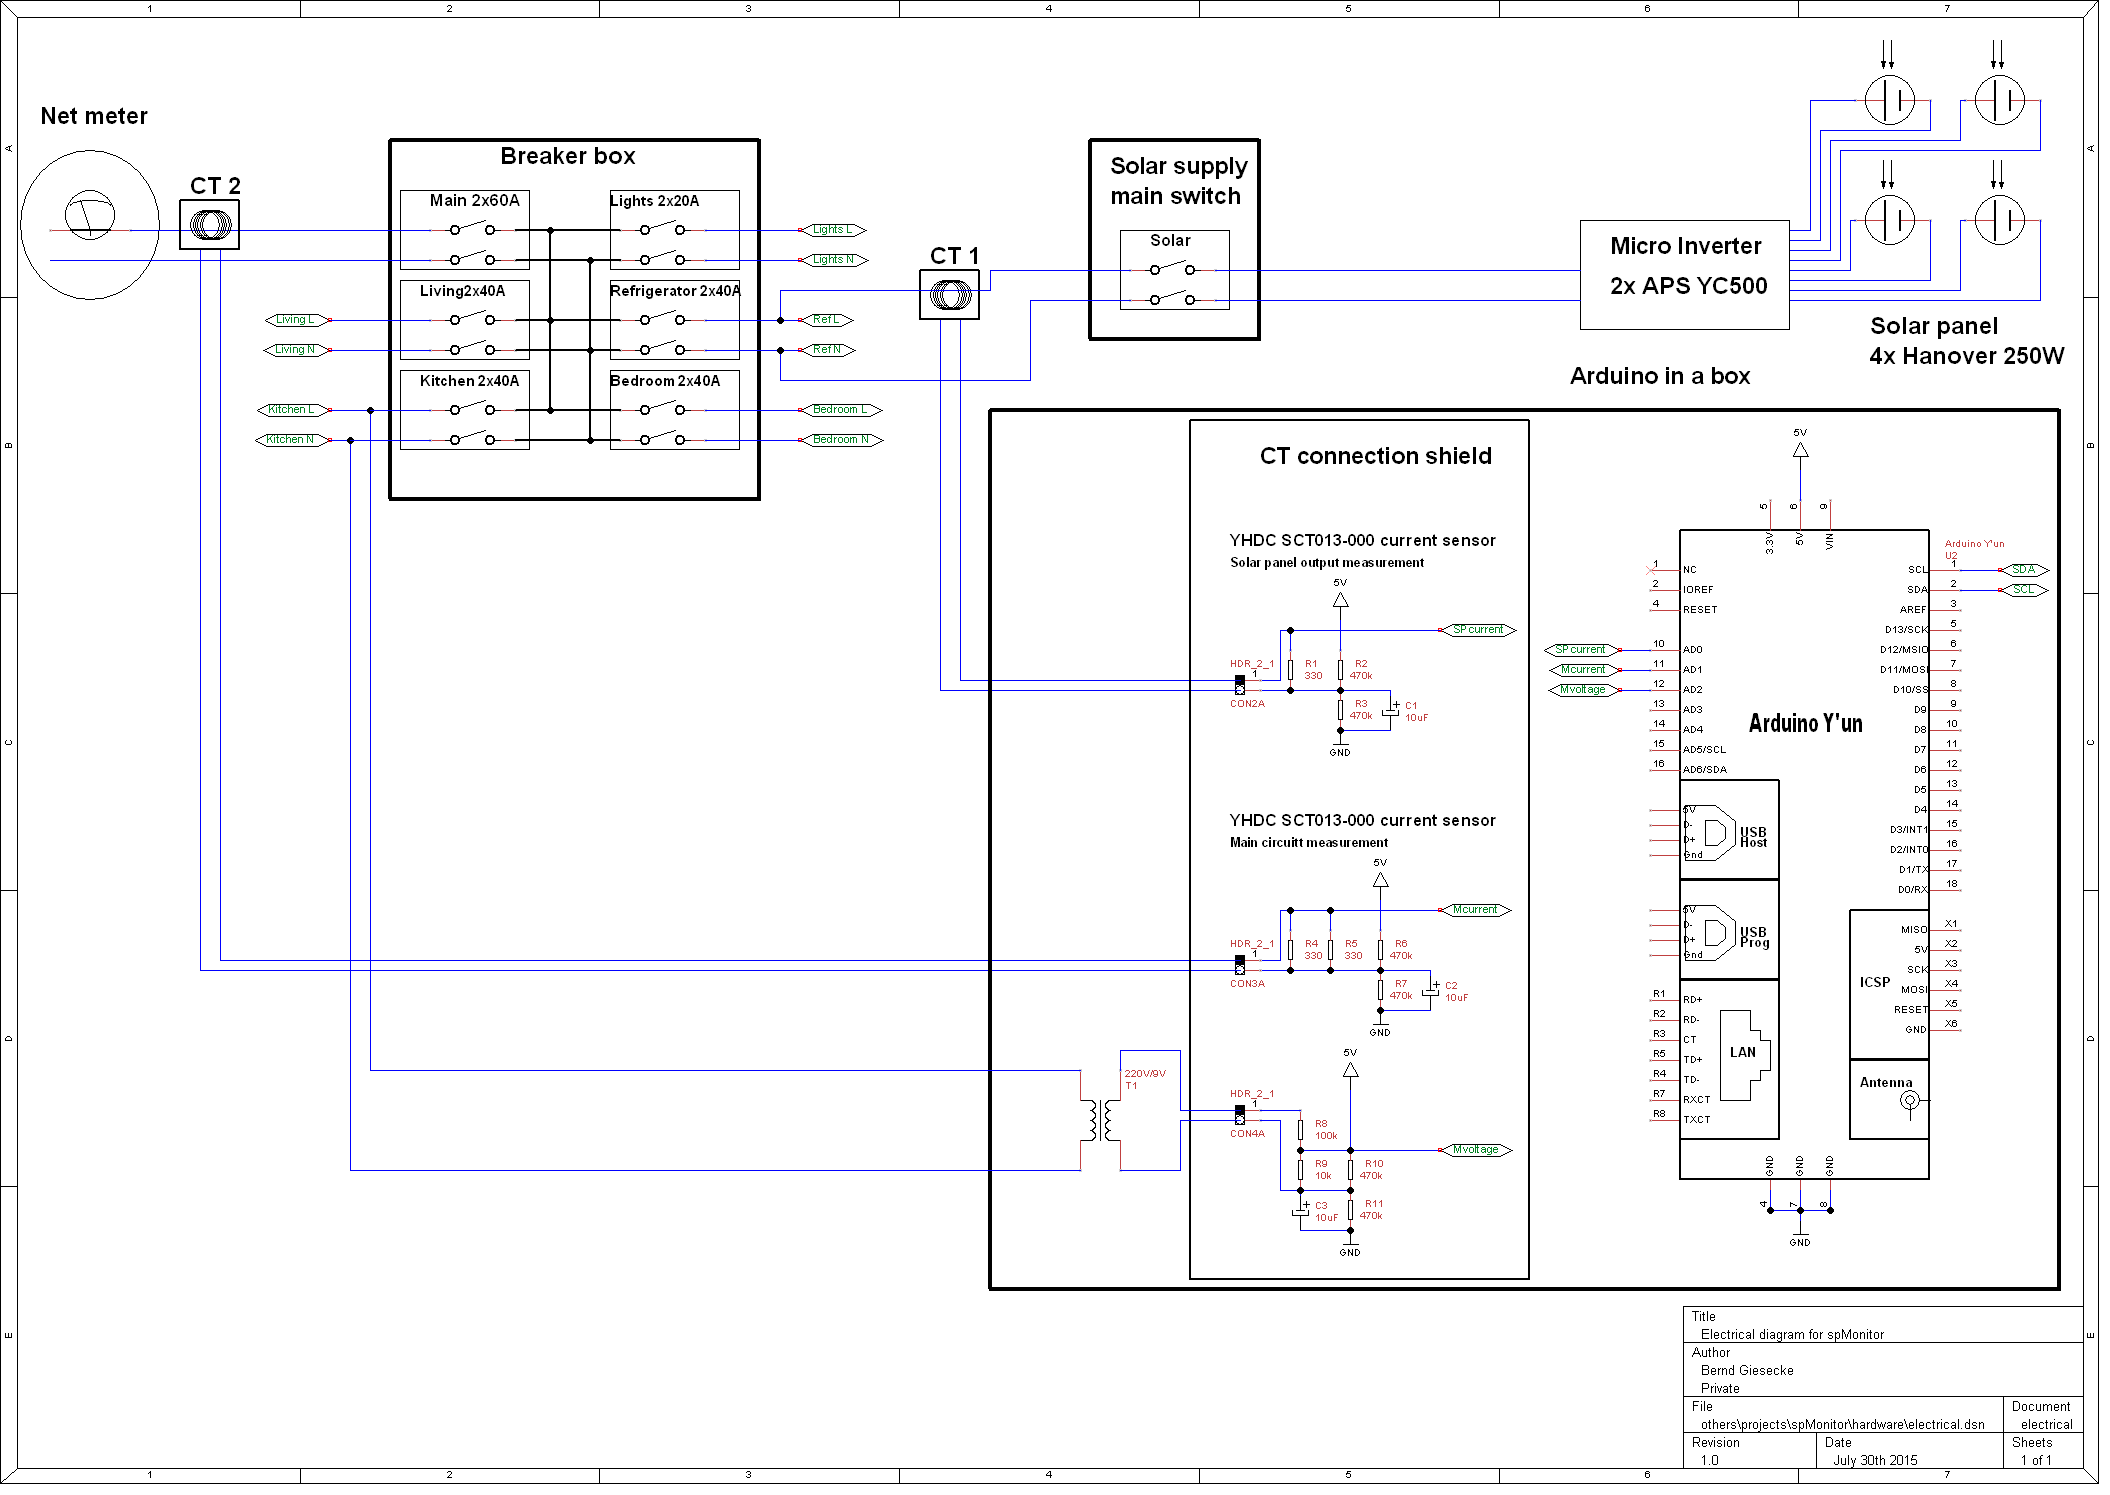 1 2 3 4 5 6 7
A
B
C
D
E
A
B
C
D
E
Net meter
CT 2
Breaker box
Main 2x60A
Lights 2x20A
Lights L
Lights N
Living2x40A
Refrigerator 2x40A
Living L
Living N
Ref L
Ref N
Kitchen 2x40A
Bedroom 2x40A
Kitchen L
Kitchen N
Bedroom L
Bedroom N
CT 1
Solar supply
main switch
Solar
Micro Inverter
2x APS YC500
Solar panel
4x Hanover 250W
Arduino in a box
CT connection shield
YHDC SCT013-000 current sensor
Solar panel output measurement
5V
SPcurrent
HDR_2_1
1
CON2A
R1
330
R2
470k
R3
470k
C1
10uF
GND
YHDC SCT013-000 current sensor
Main circuitt measurement
5V
Mcurrent
HDR_2_1
1
CON3A
R4
330
R5
330
R6
470k
R7
470k
C2
10uF
GND
220V/9V
T1
5V
HDR_2_1
1
CON4A
R8
100k
Mvoltage
R9
10k
R10
470k
C3
10uF
R11
470k
GND
5V
5 6 9
3.3V 5V VIN
Arduino Y'un
U2
1 NC
2 IOREF
4 RESET
SPcurrent 10 AD0
Mcurrent 11 AD1
Mvoltage 12 AD2
13 AD3
14 AD4
15 AD5/SCL
16 AD6/SDA
Arduino Y'un
SCL 1 SDA
SDA 2 SCL
AREF 3
D13/SCK 5
D12/MSIO 6
D11/MOSI 7
D10/SS 8
D9 9
D8 10
D7 11
D6 12
D5 13
D4 14
D3/INT1 15
D2/INT0 16
D1/TX 17
D0/RX 18
5V
D-
D+
Gnd
USB
Host
5V
D-
D+
Gnd
USB
Prog
R1 RD+
R2 RD-
R3 CT
R5 TD+
R4 TD-
R7 RXCT
R8 TXCT
LAN
ICSP
MISO X1
5V X2
SCK X3
MOSI X4
RESET X5
GND X6
Antenna
GND GND GND
4 7 8
GND
Title
Electrical diagram for spMonitor
Author
Bernd Giesecke
Private
File
others\projects\spMonitor\hardware\electrical.dsn
Document
electrical
Revision
1.0
Date
July 30th 2015
Sheets
1 of 1
1 2 3 4 5 6 7